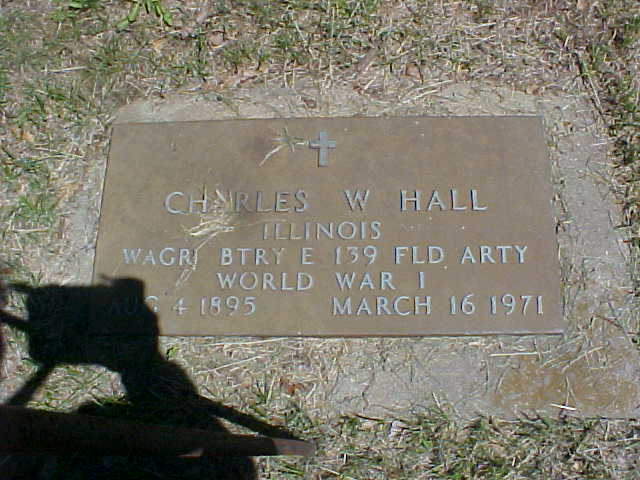 CHARLES W HALL
ILLINOIS
WAGR BTRY E 139 FLD ARTY
WORLD WAR I
AUG 4 1895 MARCH 16 1971